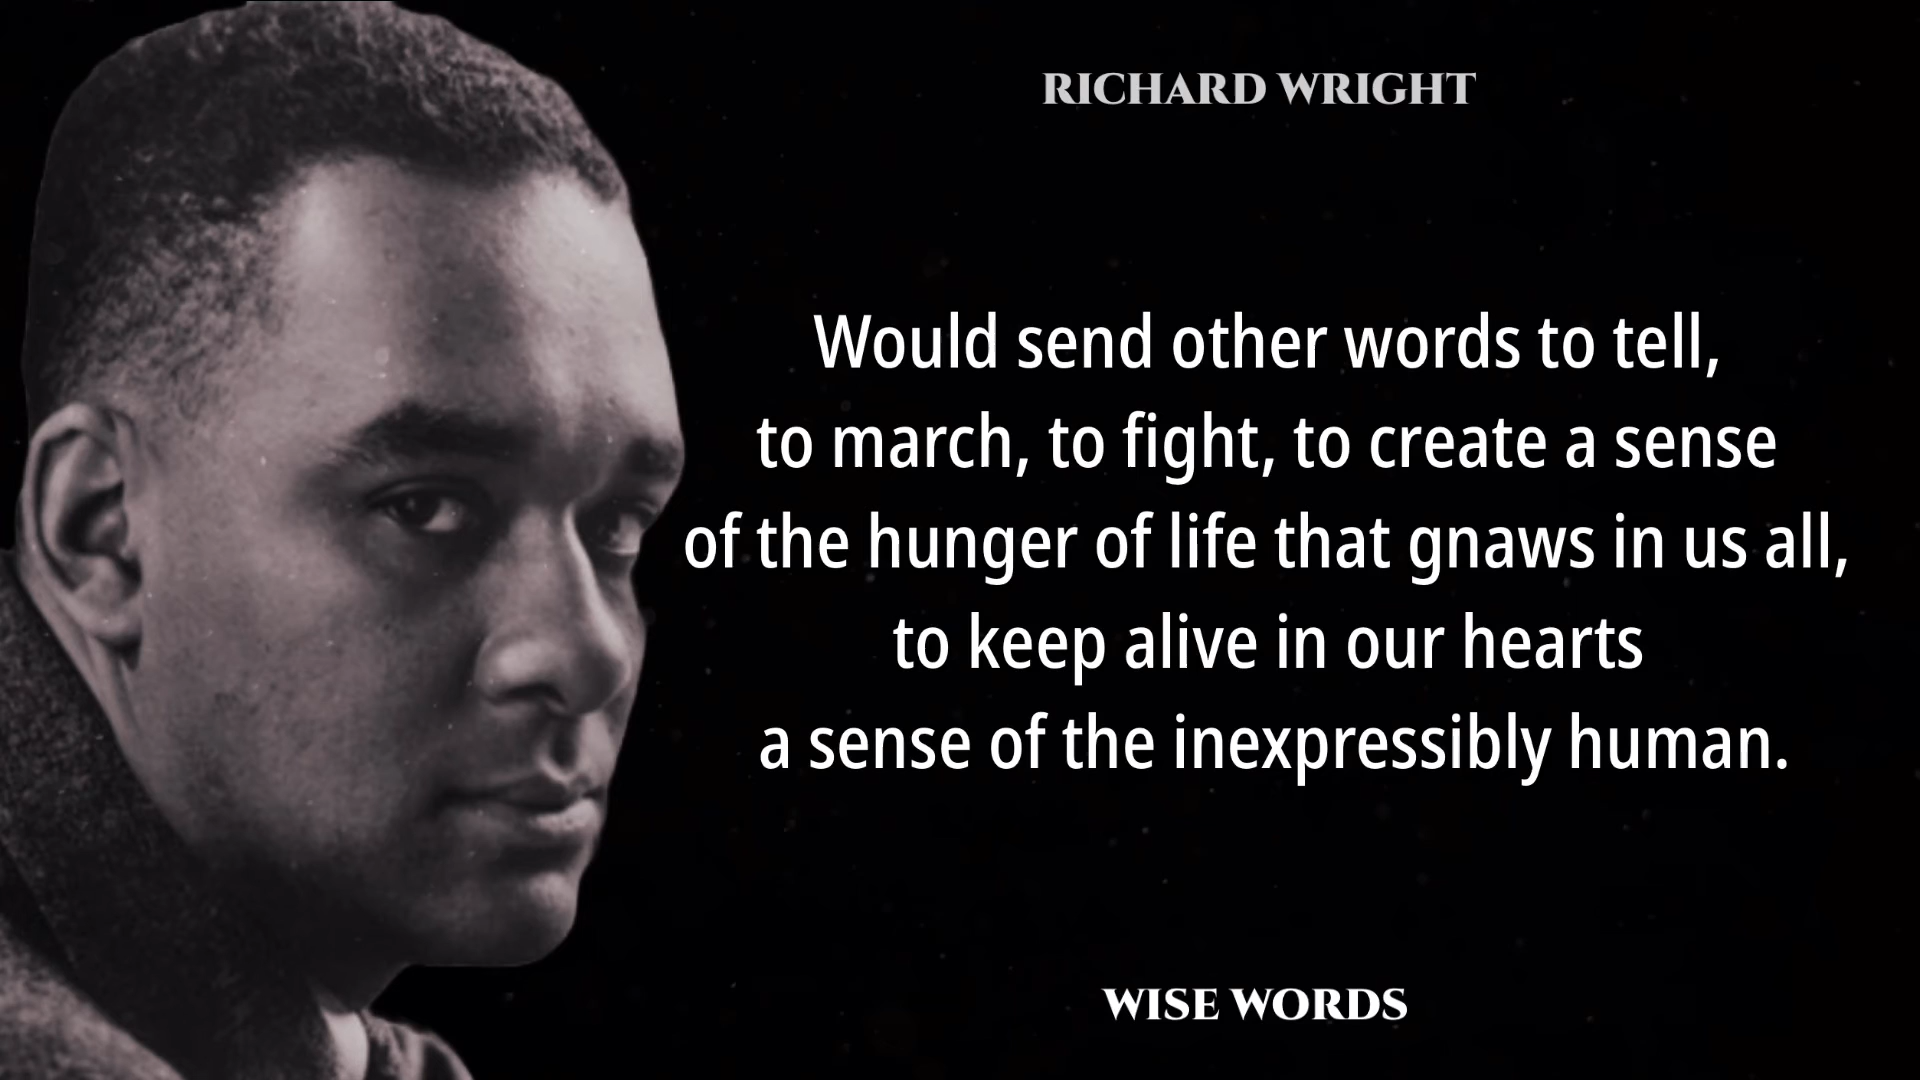 RICHARD WRIGHT
Would send other words to tell,
to march, to fight, to create a sense
of the hunger of life that gnaws in us all,
to keep alive in our hearts
a sense of the inexpressibly human.
WISE WORDS